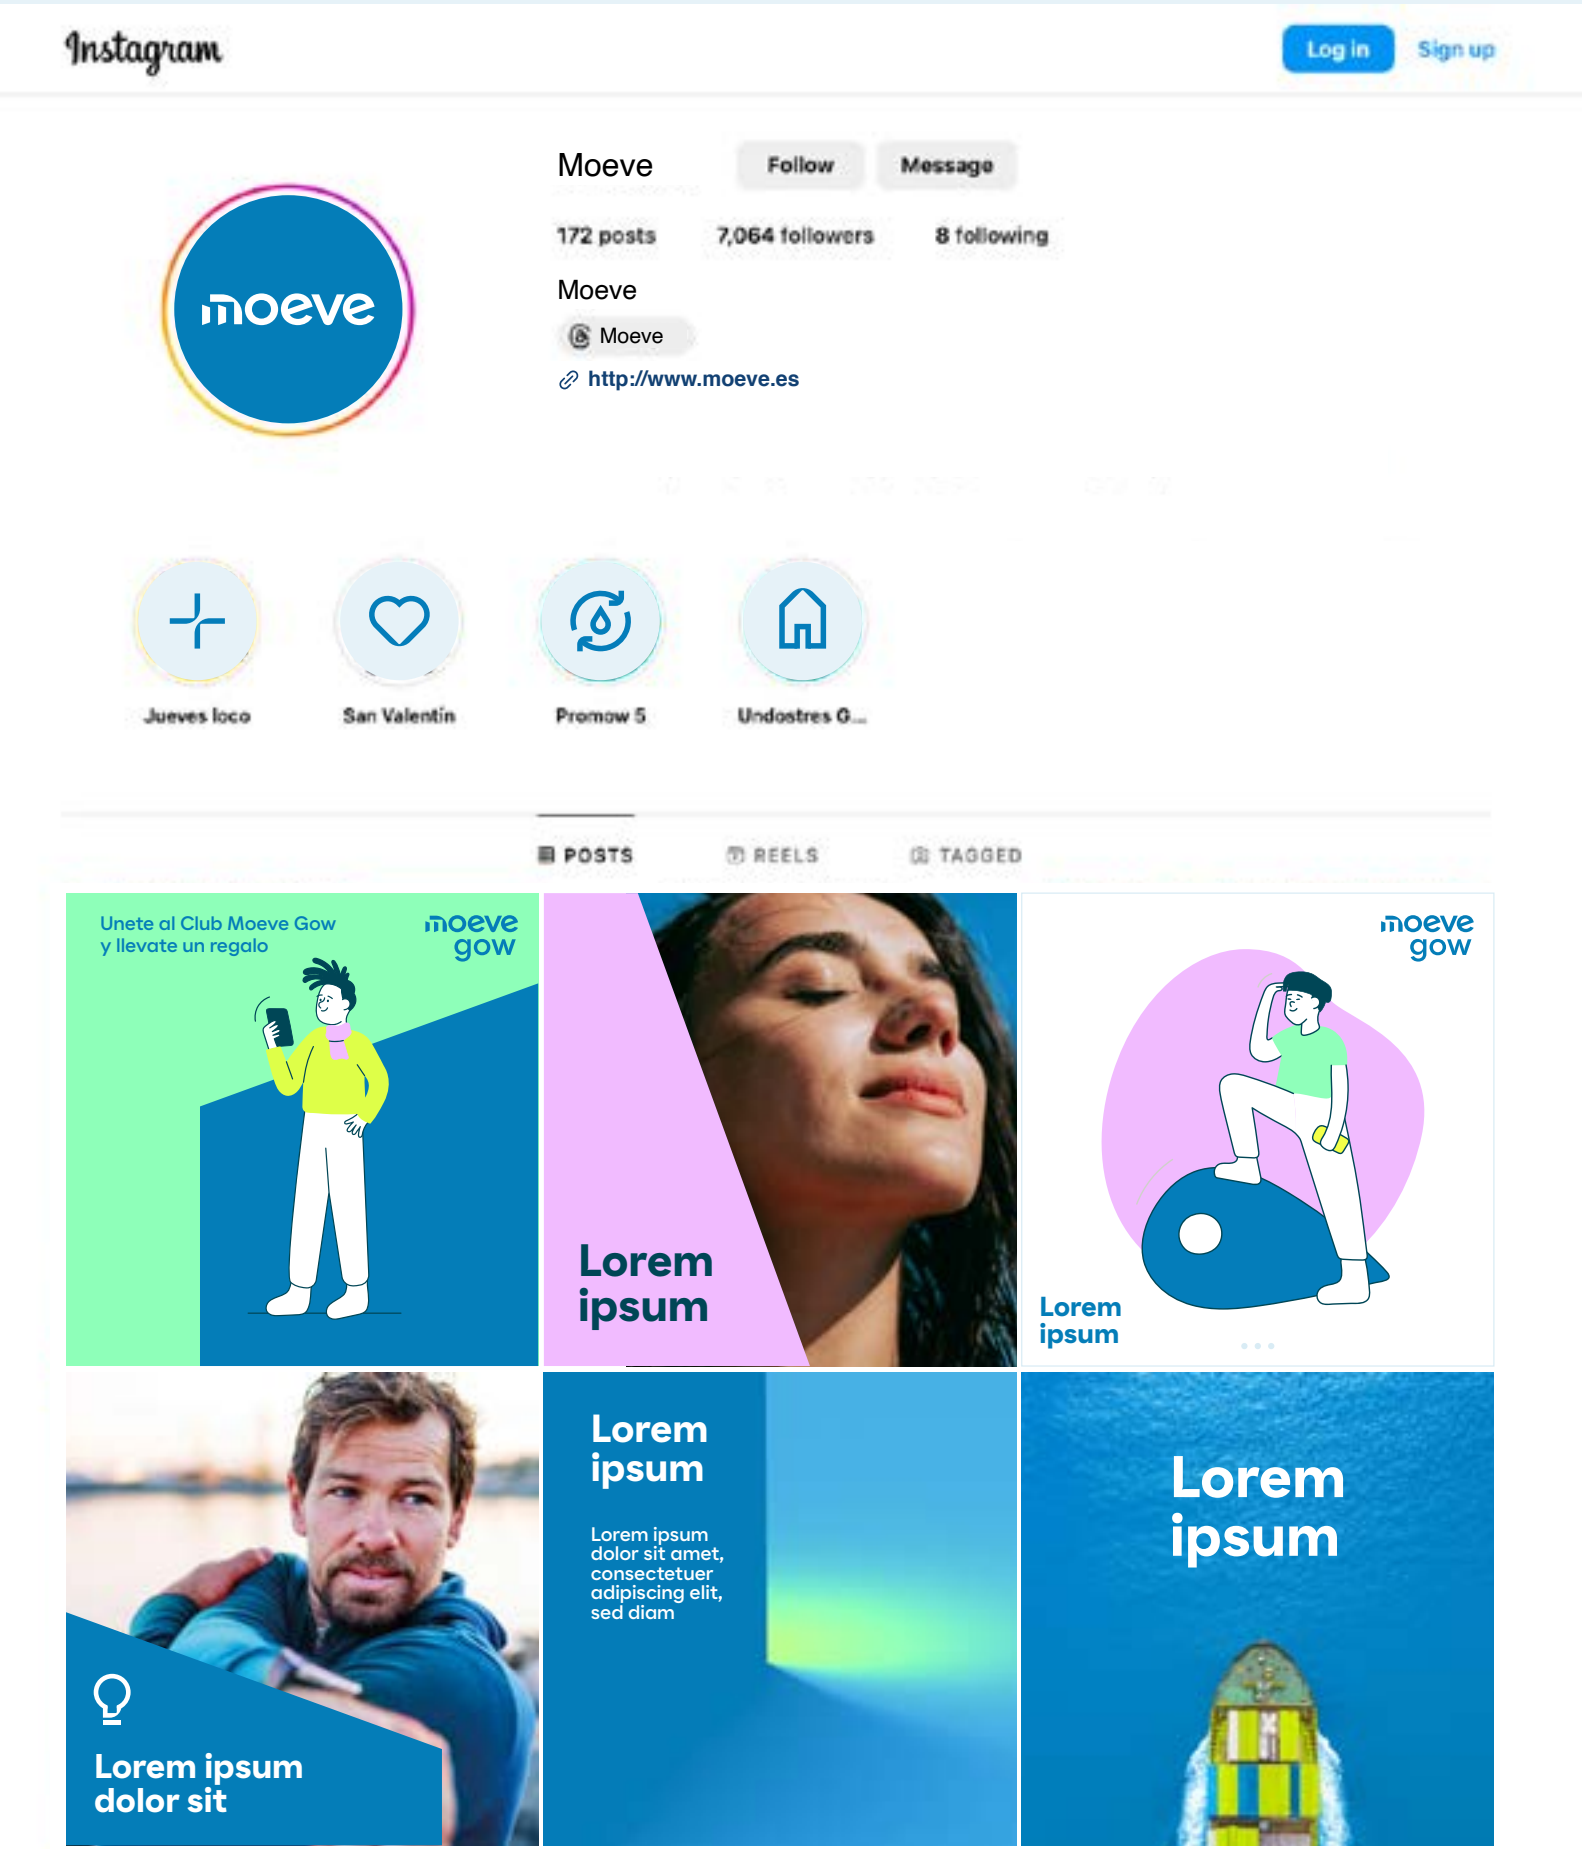 Instagram
Log in
Sign up
Moeve
Follow
Message
172 posts
7,064 followers
8 following
Moeve
Moeve
http://www.moeve.es
moeve
Jueves loco
San Valentín
Promow 5
Undostres G...
POSTS
REELS
TAGGED
Unete al Club Moeve Gow
y llevate un regalo
moeve
gow
Lorem
ipsum
moeve
gow
Lorem
ipsum
Lorem ipsum
dolor sit
Lorem
ipsum
Lorem ipsum
dolor sit amet,
consectetuer
adipiscing elit,
sed diam
Lorem
ipsum